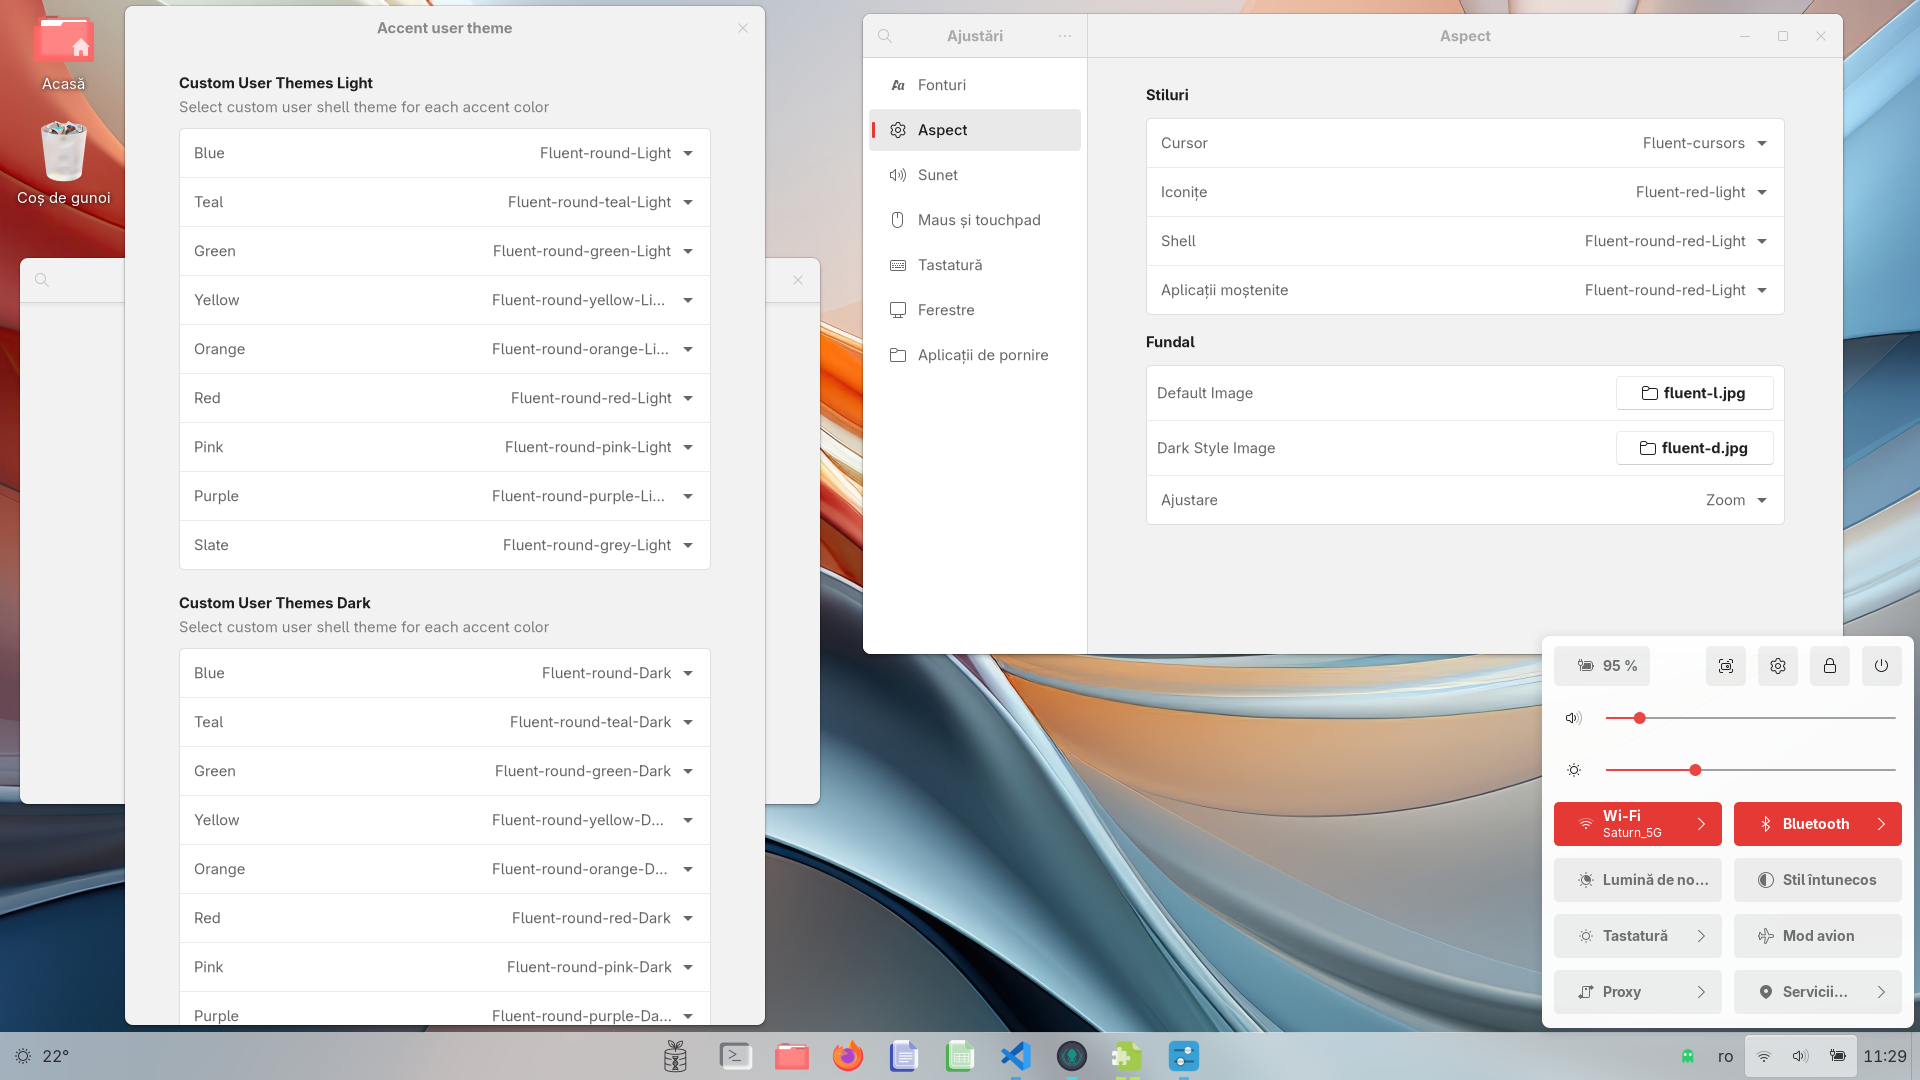 Acasă
Coș de gunoi
Accent user theme
Custom User Themes Light
Select custom user shell theme for each accent color
Blue Fluent-round-Light
Teal Fluent-round-teal-Light
Green Fluent-round-green-Light
Yellow Fluent-round-yellow-Li...
Orange Fluent-round-orange-Li...
Red Fluent-round-red-Light
Pink Fluent-round-pink-Light
Purple Fluent-round-purple-Li...
Slate Fluent-round-grey-Light
Custom User Themes Dark
Select custom user shell theme for each accent color
Blue Fluent-round-Dark
Teal Fluent-round-teal-Dark
Green Fluent-round-green-Dark
Yellow Fluent-round-yellow-D...
Orange Fluent-round-orange-D...
Red Fluent-round-red-Dark
Pink Fluent-round-pink-Dark
Purple Fluent-round-purple-Da...
Ajustări
Aa Fonturi
Aspect
Sunet
Maus și touchpad
Tastatură
Ferestre
Aplicații de pornire
Aspect
Stiluri
Cursor Fluent-cursors
Iconițe Fluent-red-light
Shell Fluent-round-red-Light
Aplicații moștenite Fluent-round-red-Light
Fundal
Default Image fluent-l.jpg
Dark Style Image fluent-d.jpg
Ajustare Zoom
95 %
Wi-Fi
Saturn_5G
Bluetooth
Lumină de no...
Stil întunecos
Tastatură
Mod avion
Proxy
Servicii...
22°
ro
11:29